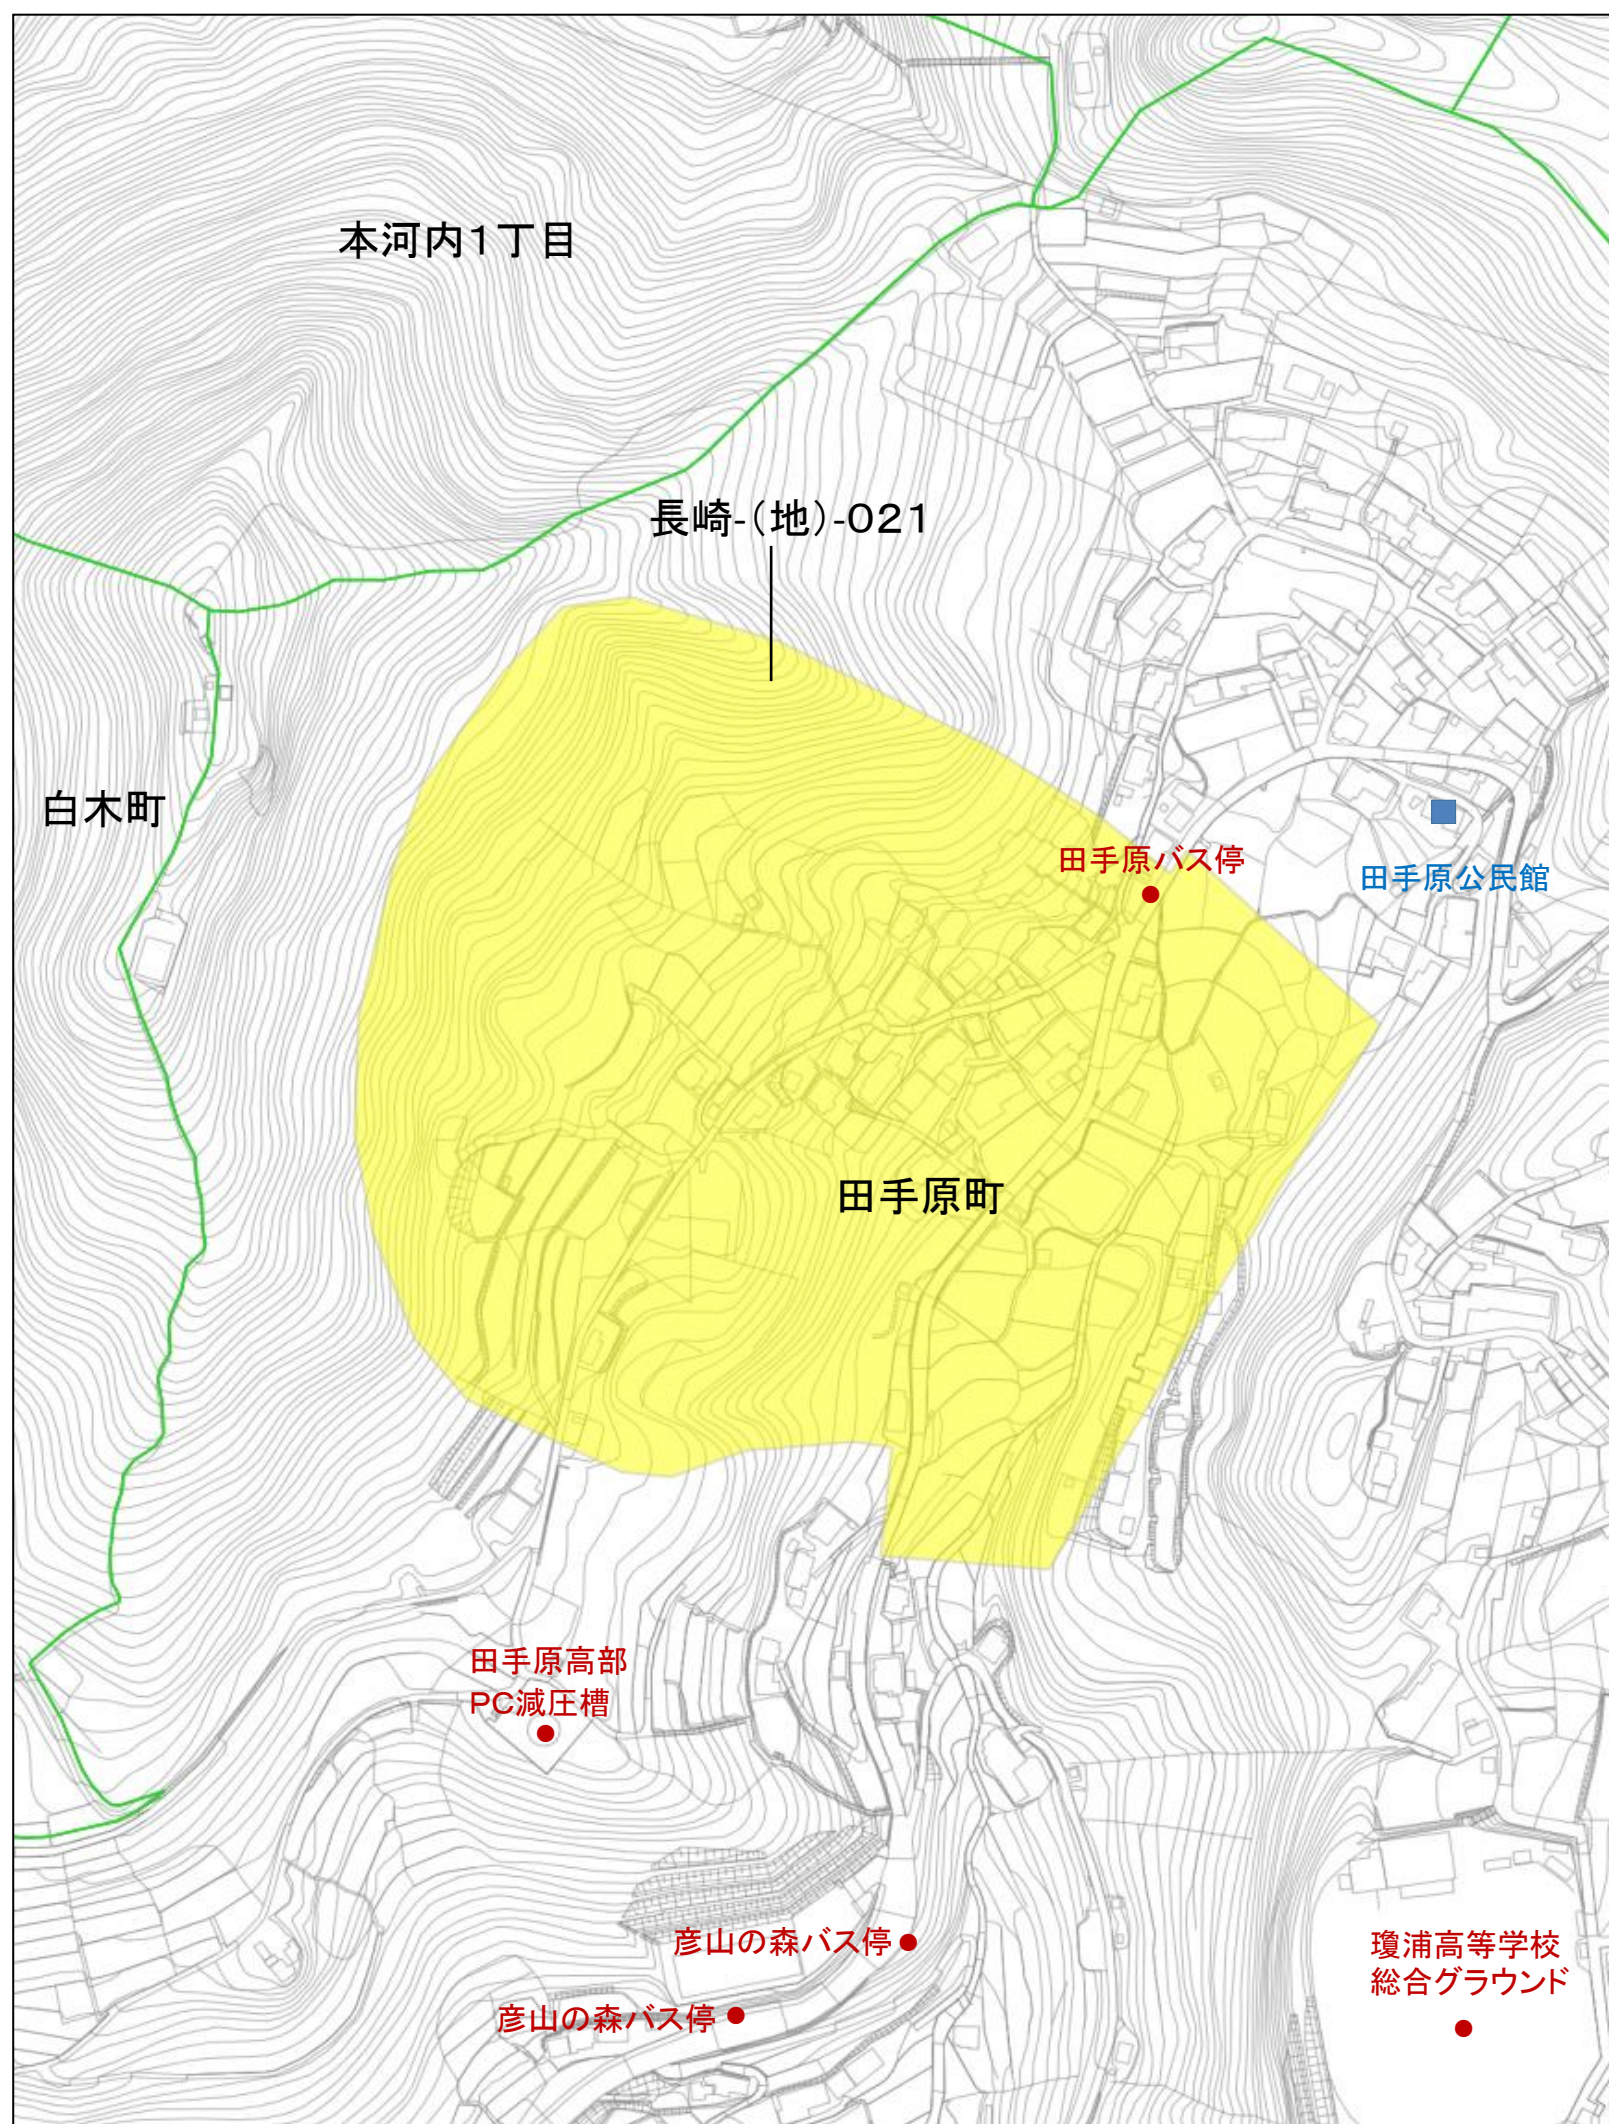 本河内1丁目
長崎-(地)-021
白木町
田手原バス停
田手原公民館
田手原町
田手原高部
PC減圧槽
彦山の森バス停
瓊浦高等学校
総合グラウンド
彦山の森バス停